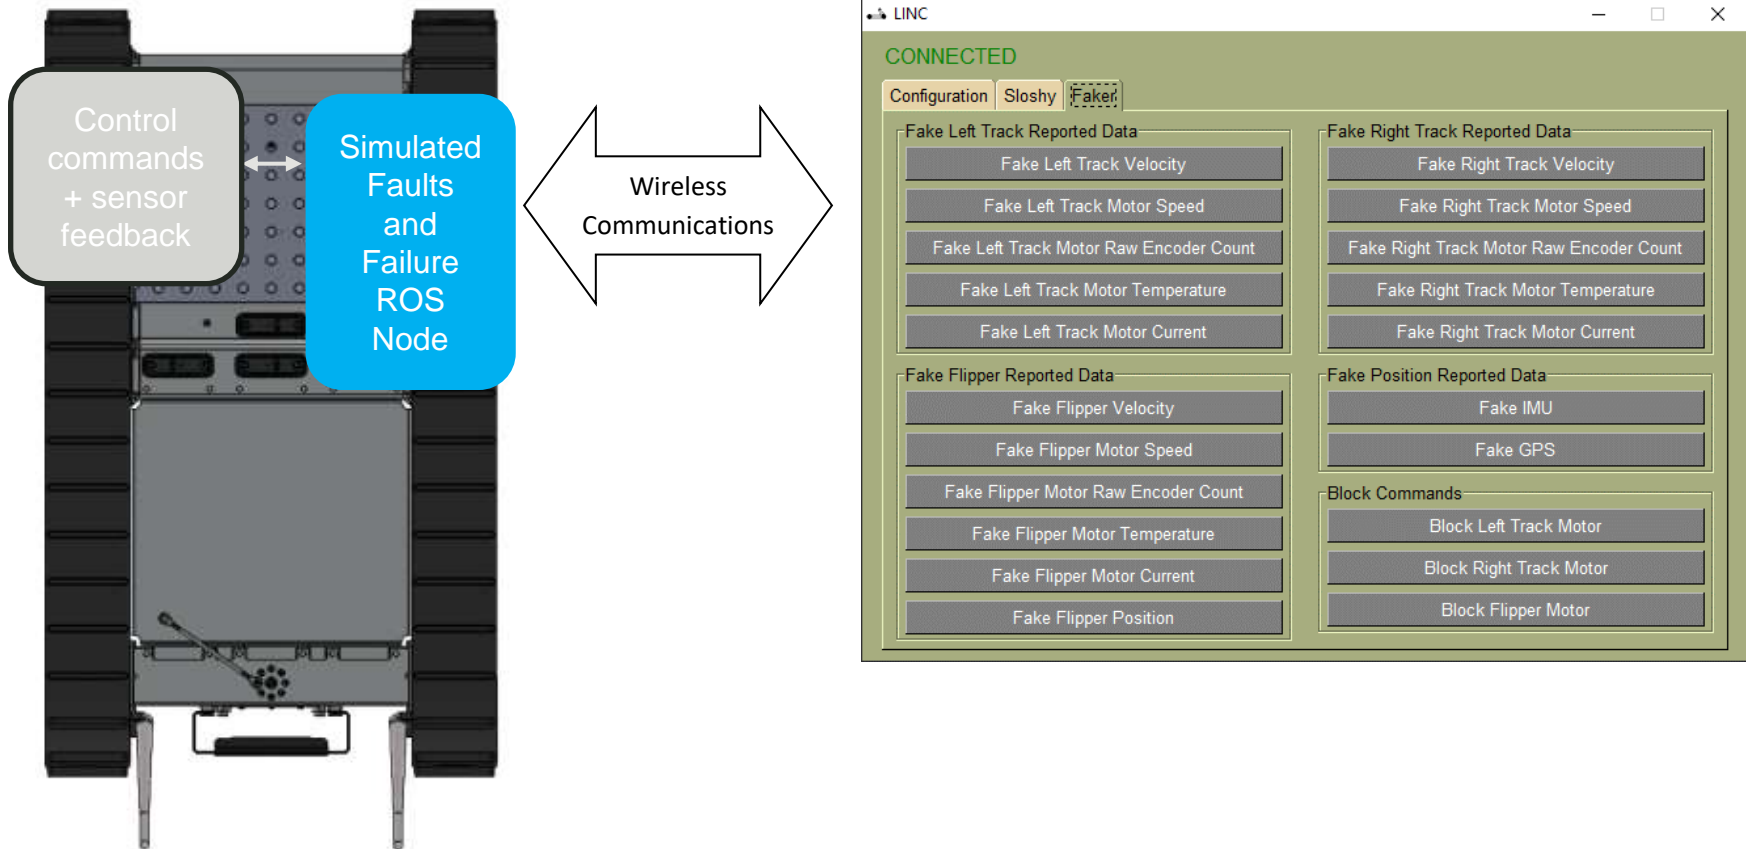 Control
commands
+ sensor
feedback
Simulated
Faults
and
Failure
ROS
Node
Wireless
Communications
LINC
CONNECTED
Configuration Sloshy Faker
Fake Left Track Reported Data
Fake Left Track Velocity
Fake Left Track Motor Speed
Fake Left Track Motor Raw Encoder Count
Fake Left Track Motor Temperature
Fake Left Track Motor Current
Fake Right Track Reported Data
Fake Right Track Velocity
Fake Right Track Motor Speed
Fake Right Track Motor Raw Encoder Count
Fake Right Track Motor Temperature
Fake Right Track Motor Current
Fake Flipper Reported Data
Fake Flipper Velocity
Fake Flipper Motor Speed
Fake Flipper Motor Raw Encoder Count
Fake Flipper Motor Temperature
Fake Flipper Motor Current
Fake Flipper Position
Fake Position Reported Data
Fake IMU
Fake GPS
Block Commands
Block Left Track Motor
Block Right Track Motor
Block Flipper Motor